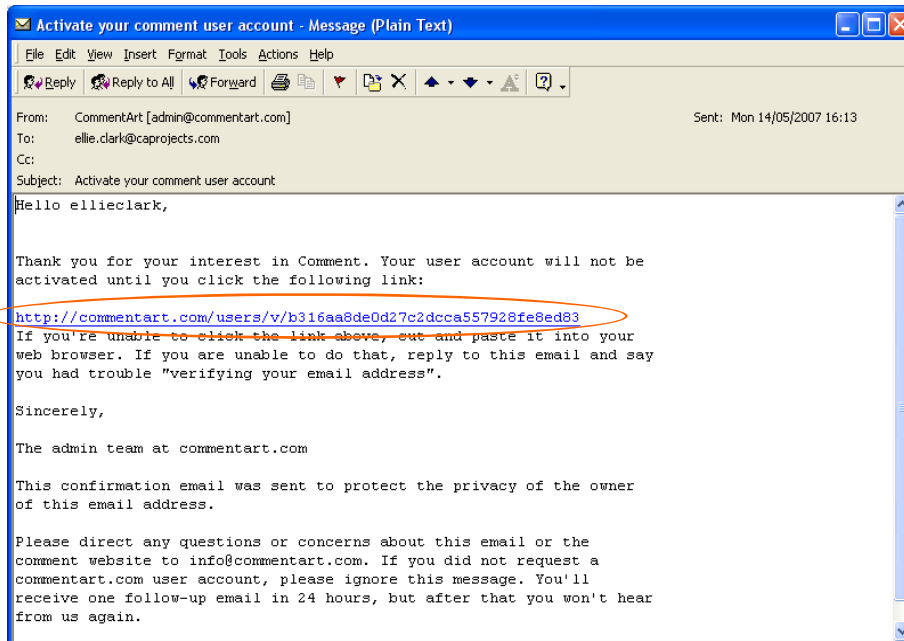 Activate your comment user account - Message (Plain Text)
File Edit View Insert Format Tools Actions Help
Reply Reply to All Forward
From: CommentArt [admin@commentart.com] Sent: Mon 14/05/2007 16:13
To: ellie.clark@caprojects.com
Cc:
Subject: Activate your comment user account
Hello ellieclark,
Thank you for your interest in Comment. Your user account will not be
activated until you click the following link:
http://commentart.com/users/v/b316aa8de0d27c2dcca557928fe8ed83
If you're unable to click the link above, cut and paste it into your
web browser. If you are unable to do that, reply to this email and say
you had trouble "verifying your email address".
Sincerely,
The admin team at commentart.com
This confirmation email was sent to protect the privacy of the owner
of this email address.
Please direct any questions or concerns about this email or the
comment website to info@commentart.com. If you did not request a
commentart.com user account, please ignore this message. You'll
receive one follow-up email in 24 hours, but after that you won't hear
from us again.